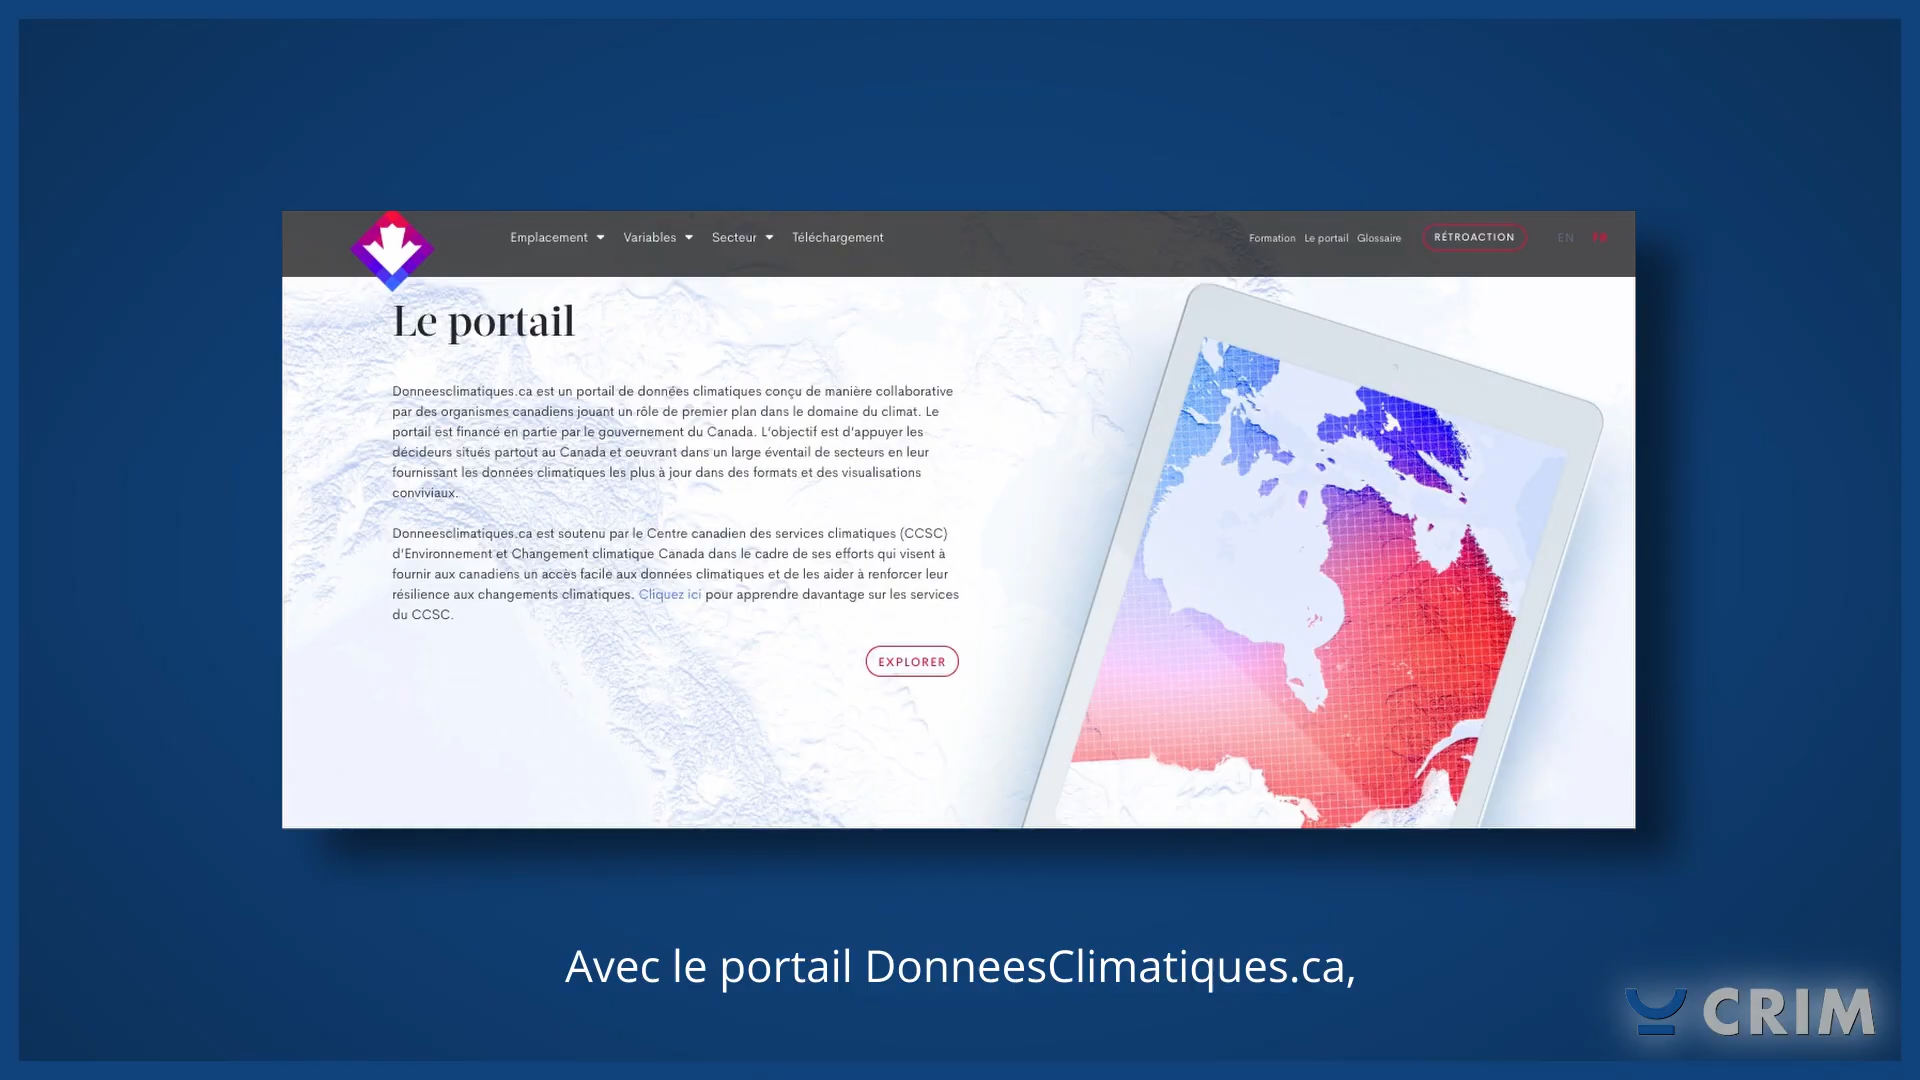 Emplacement Variables Secteur Téléchargement Formation Le portail Glossaire RÉTROACTION EN FR
Le portail
Donneesclimatiques.ca est un portail de données climatiques conçu de manière collaborative
par des organismes canadiens jouant un rôle de premier plan dans le domaine du climat. Le
portail est financé en partie par le gouvernement du Canada. L'objectif est d'appuyer les
décideurs situés partout au Canada et oeuvrant dans un large éventail de secteurs en leur
fournissant les données climatiques les plus à jour dans des formats et des visualisations
conviviaux.
Donneesclimatiques.ca est soutenu par le Centre canadien des services climatiques (CCSC)
d'Environnement et Changement climatique Canada dans le cadre de ses efforts qui visent à
fournir aux canadiens un accès facile aux données climatiques et de les aider à renforcer leur
résilience aux changements climatiques. Cliquez ici pour apprendre davantage sur les services
du CCSC.
EXPLORER
Avec le portail DonneesClimatiques.ca,
CRIM